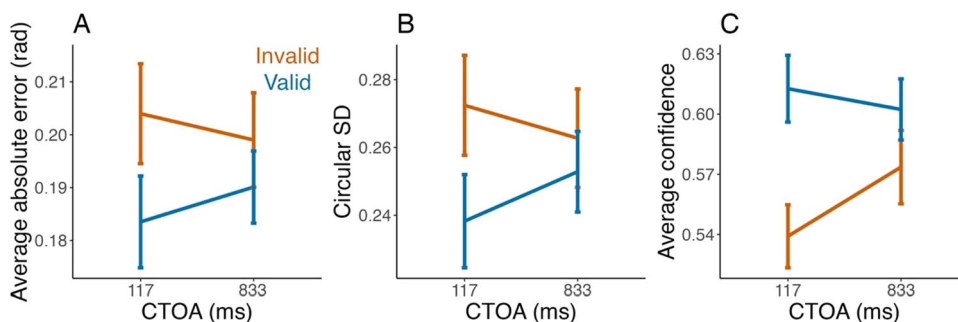 A
Average absolute error (rad)
0.21
0.20
0.19
0.18
Invalid
Valid
117
833
CTOA (ms)
B
Circular SD
0.28
0.26
0.24
117
833
CTOA (ms)
C
Average confidence
0.63
0.60
0.57
0.54
117
833
CTOA (ms)